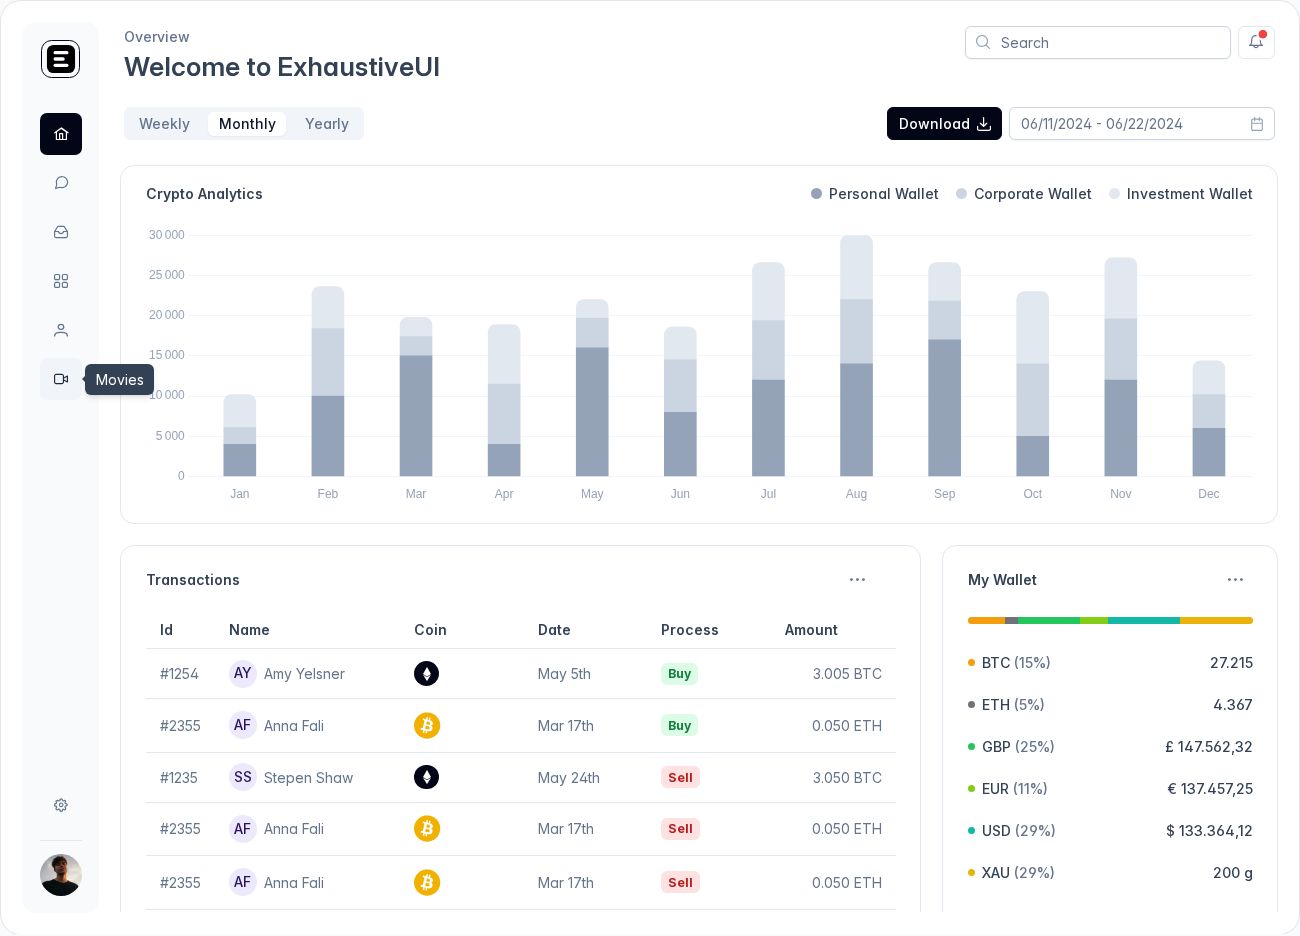 Overview
Welcome to ExhaustiveUI
Search
Weekly Monthly Yearly
Download 06/11/2024 - 06/22/2024
Crypto Analytics
Personal Wallet Corporate Wallet Investment Wallet
30 000
25 000
20 000
15 000
Movies
10 000
5 000
0
Jan Feb Mar Apr May Jun Jul Aug Sep Oct Nov Dec
Transactions
Id Name Coin Date Process Amount
#1254 AY Amy Yelsner May 5th Buy 3.005 BTC
#2355 AF Anna Fali Mar 17th Buy 0.050 ETH
#1235 SS Stepen Shaw May 24th Sell 3.050 BTC
#2355 AF Anna Fali Mar 17th Sell 0.050 ETH
#2355 AF Anna Fali Mar 17th Sell 0.050 ETH
My Wallet
BTC (15%) 27.215
ETH (5%) 4.367
GBP (25%) £ 147.562,32
EUR (11%) € 137.457,25
USD (29%) $ 133.364,12
XAU (29%) 200 g